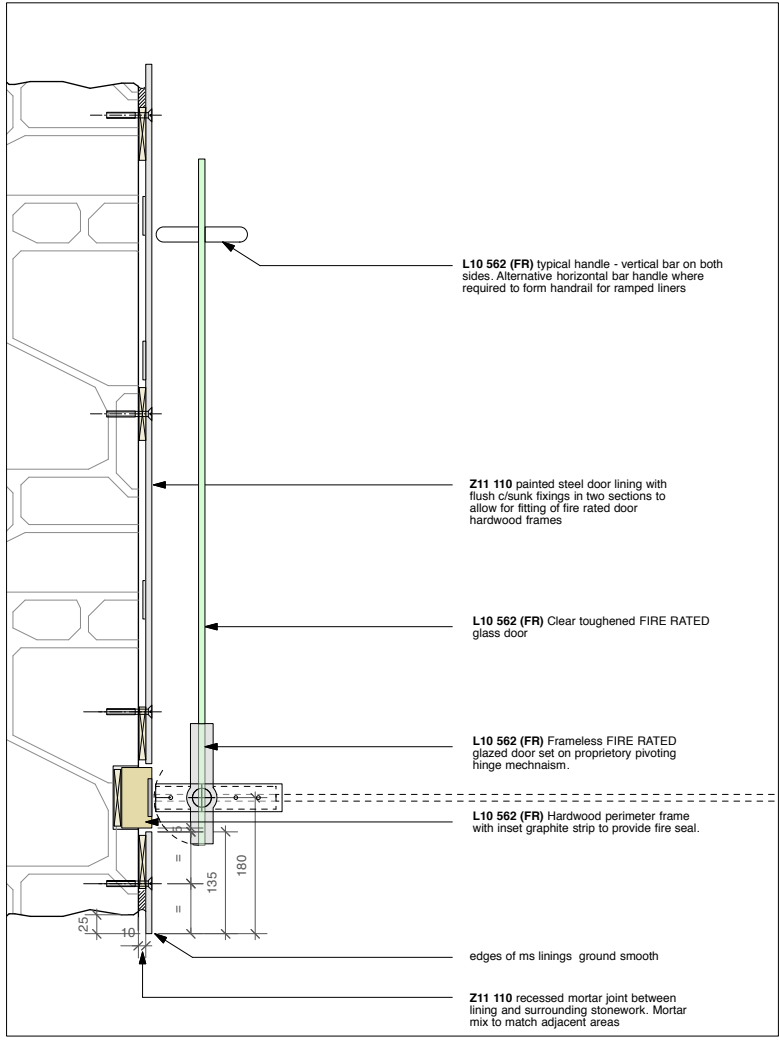 L10 562 (FR) typical handle - vertical bar on both
sides. Alternative horizontal bar handle where
required to form handrail for ramped liners
Z11 110 painted steel door lining with
flush c/sunk fixings in two sections to
allow for fitting of fire rated door
hardwood frames
L10 562 (FR) Clear toughened FIRE RATED
glass door
L10 562 (FR) Frameless FIRE RATED
glazed door set on proprietory pivoting
hinge mechnaism.
L10 562 (FR) Hardwood perimeter frame
with inset graphite strip to provide fire seal.
5
=
135
180
=
25
10
edges of ms linings ground smooth
Z11 110 recessed mortar joint between
lining and surrounding stonework. Mortar
mix to match adjacent areas